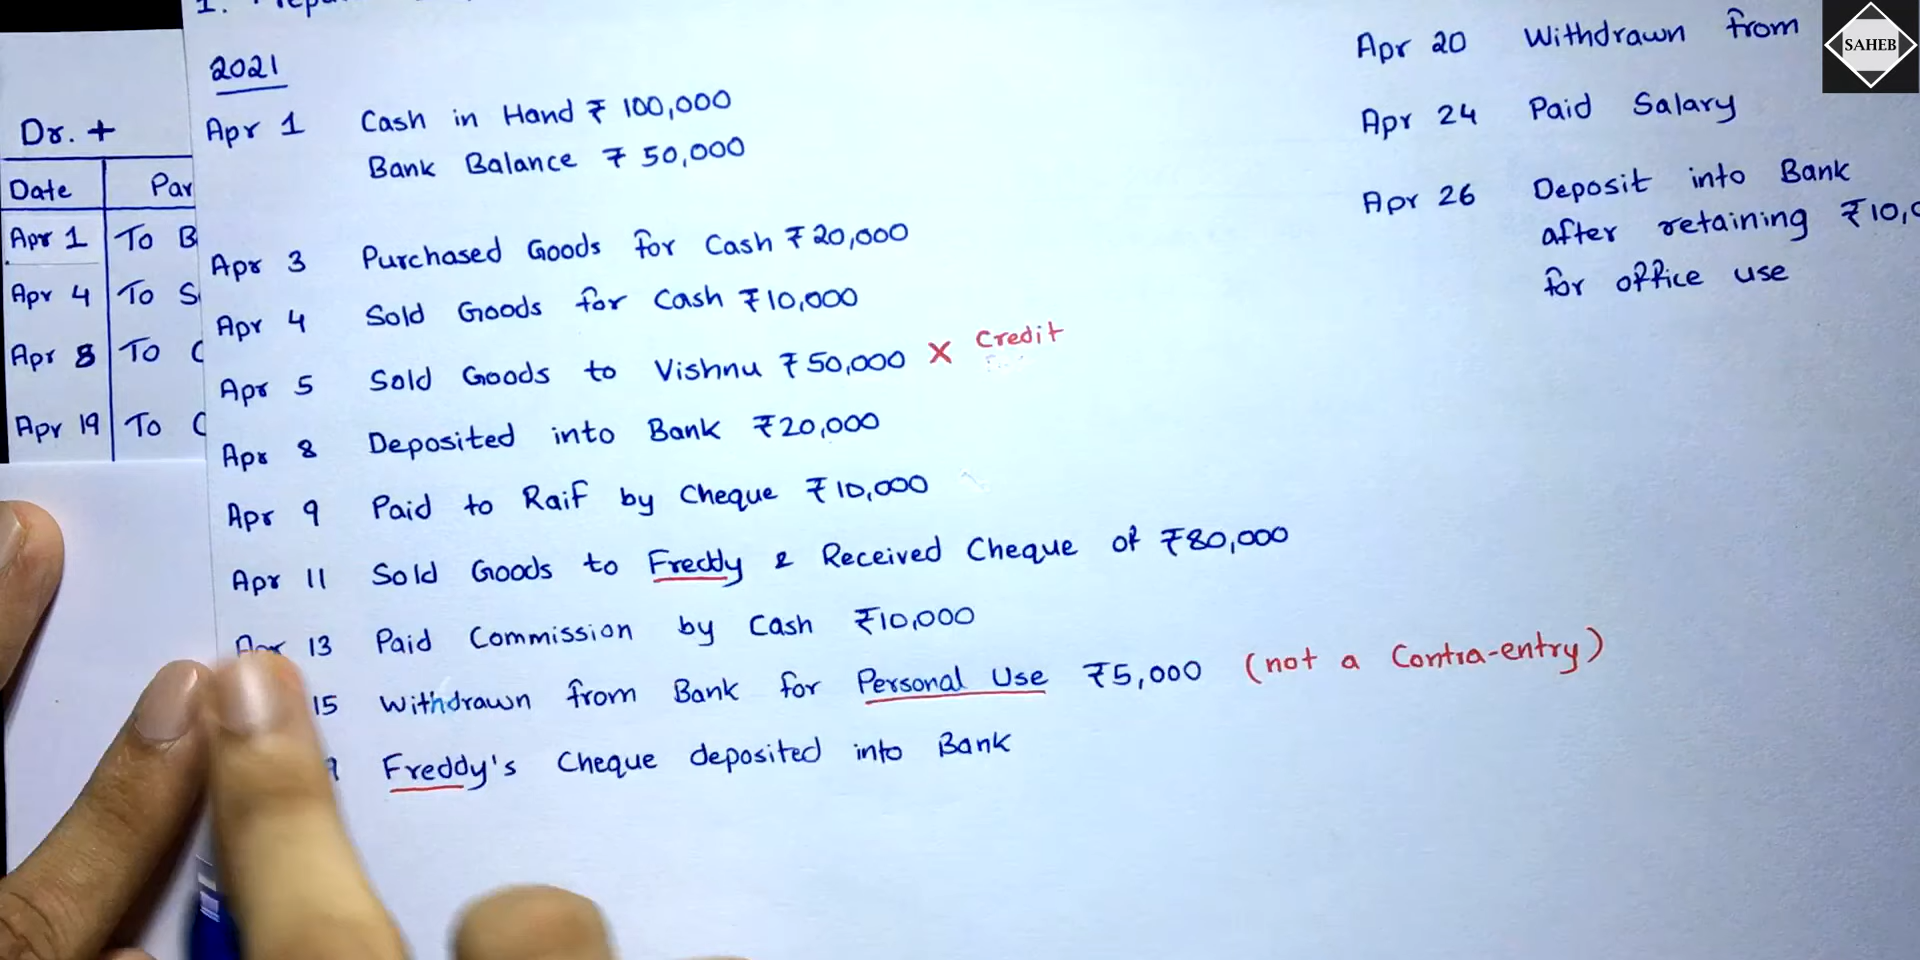 2021
Apr 1 Cash in Hand ₹ 100,000
Bank Balance ₹ 50,000
Apr 3 Purchased Goods for Cash ₹20,000
Apr 4 Sold Goods for Cash ₹10,000
Apr 5 Sold Goods to Vishnu ₹50,000 X Credit
Apr 8 Deposited into Bank ₹20,000
Apr 9 Paid to Raif by Cheque ₹10,000
Apr 11 Sold Goods to Freddy & Received Cheque of ₹80,000
Apr 13 Paid Commission by Cash ₹10,000
15 Withdrawn from Bank for Personal Use ₹5,000 (not a Contra-entry)
Freddy's Cheque deposited into Bank
Apr 20 Withdrawn from
Apr 24 Paid Salary
Apr 26 Deposit into Bank
after retaining ₹10,0
for office use
Dr. +
Date Par
Apr 1 To B
Apr 4 To S
Apr 8 To C
Apr 19 To C
SAHEB